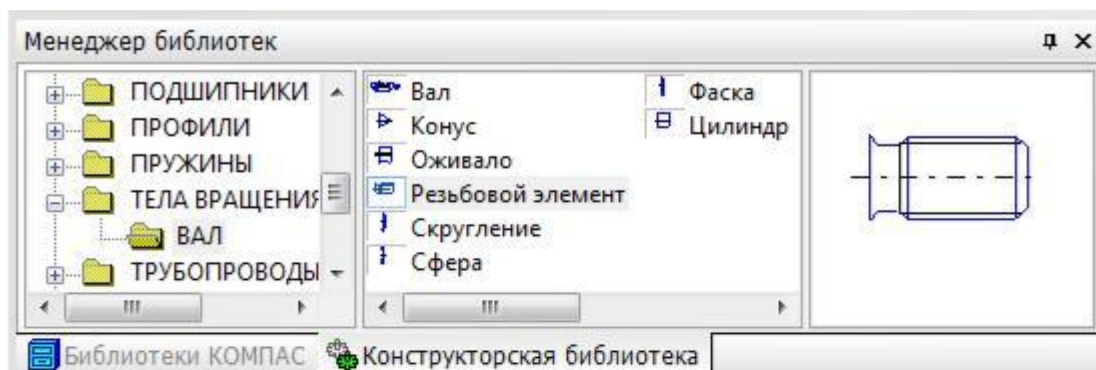 Менеджер библиотек
ПОДШИПНИКИ
ПРОФИЛИ
ПРУЖИНЫ
ТЕЛА ВРАЩЕНИЯ
ВАЛ
ТРУБОПРОВОДЫ
Вал
Конус
Оживало
Резьбовой элемент
Скругление
Сфера
Фаска
Цилиндр
Библиотеки КОМПАС
Конструкторская библиотека